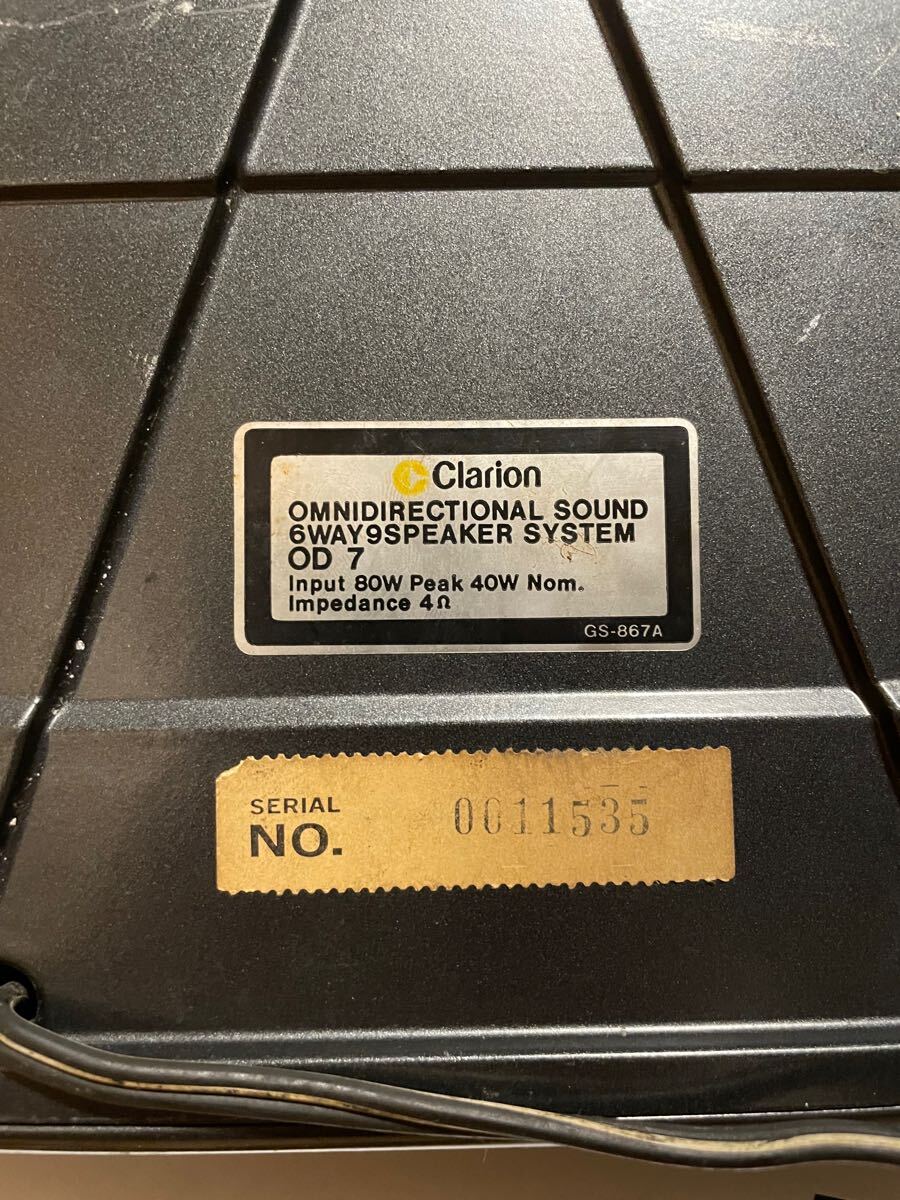 Clarion
OMNIDIRECTIONAL SOUND
6WAY9SPEAKER SYSTEM
OD 7
Input 80W Peak 40W Nom.
Impedance 4Ω
GS-867A
SERIAL
NO. 0011535